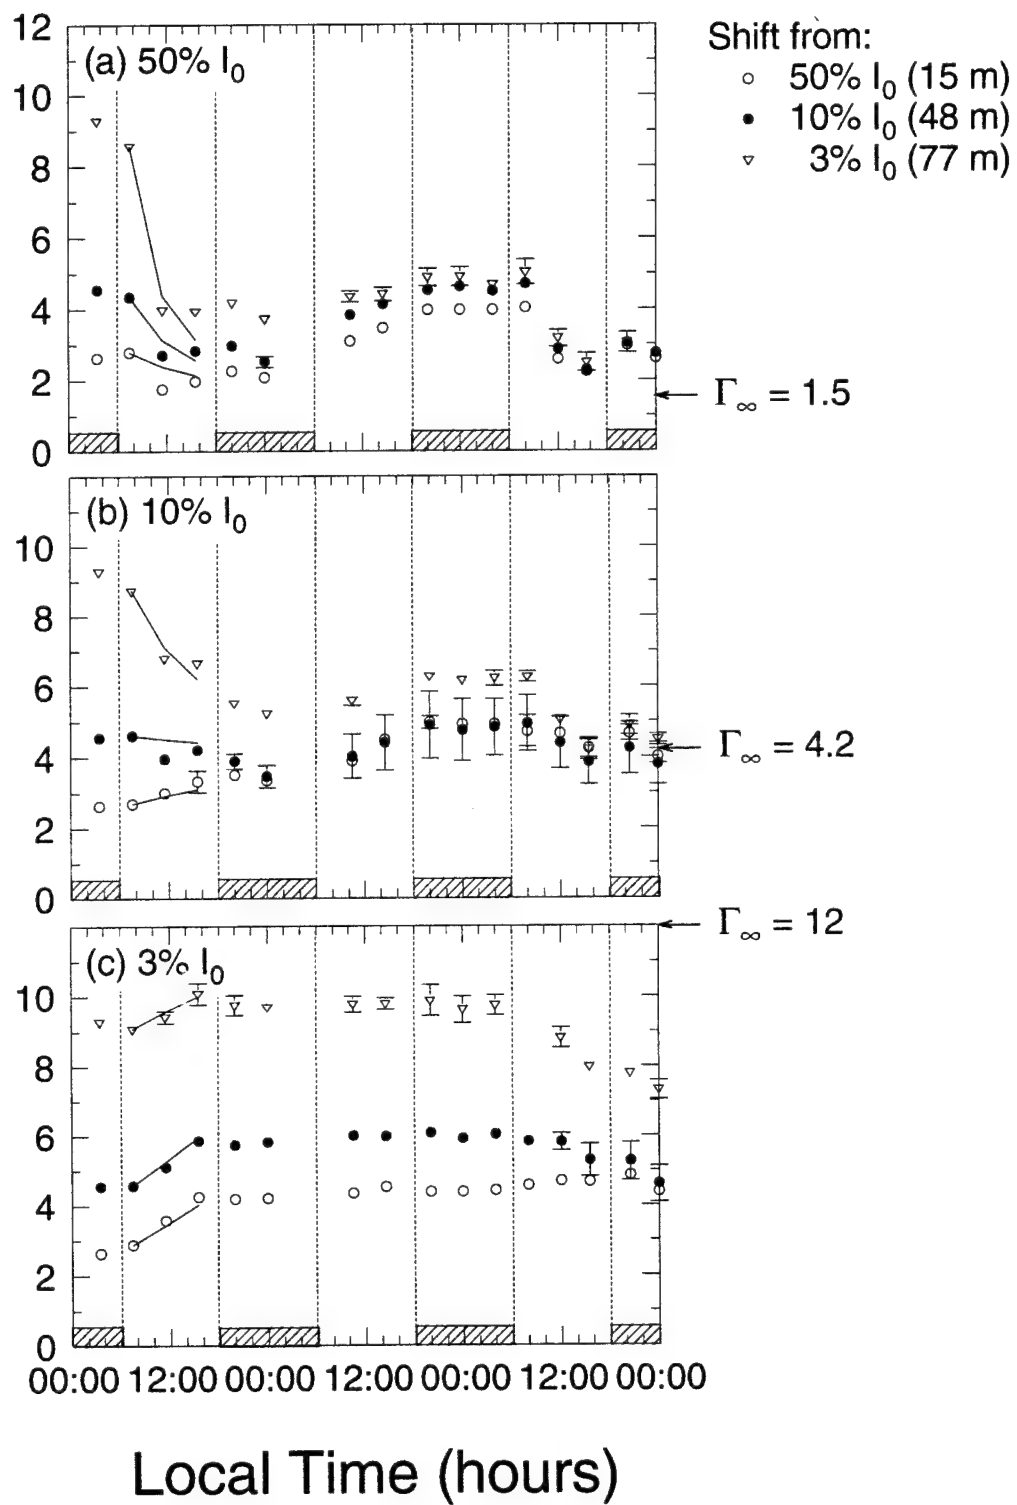 Shift from:
50% I0 (15 m)
10% I0 (48 m)
3% I0 (77 m)
12
(a) 50% I0
10
8
6
4
2
0
Γ∞ = 1.5
(b) 10% I0
10
8
6
4
2
0
Γ∞ = 4.2
Γ∞ = 12
(c) 3% I0
10
8
6
4
2
0
00:00 12:00 00:00 12:00 00:00 12:00 00:00
Local Time (hours)